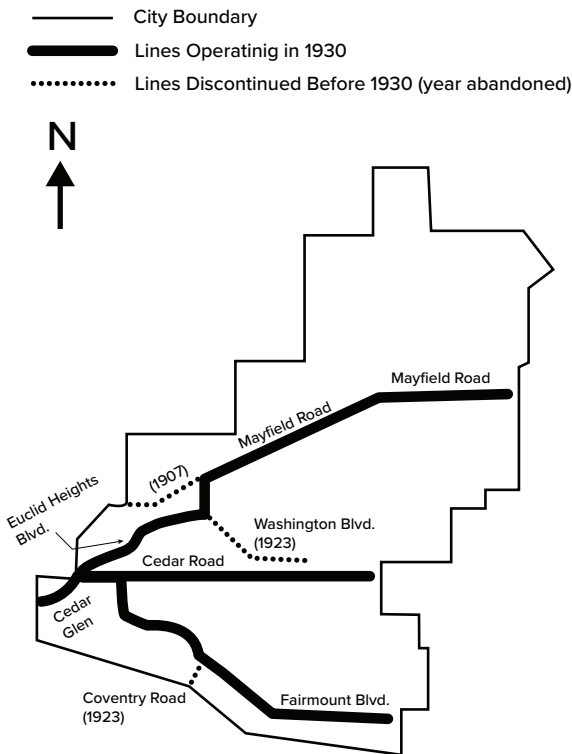 City Boundary
Lines Operatinig in 1930
Lines Discontinued Before 1930 (year abandoned)
N
Mayfield Road
Mayfield Road
(1907)
Euclid Heights
Blvd.
Washington Blvd.
(1923)
Cedar Road
Cedar
Glen
Coventry Road
(1923)
Fairmount Blvd.